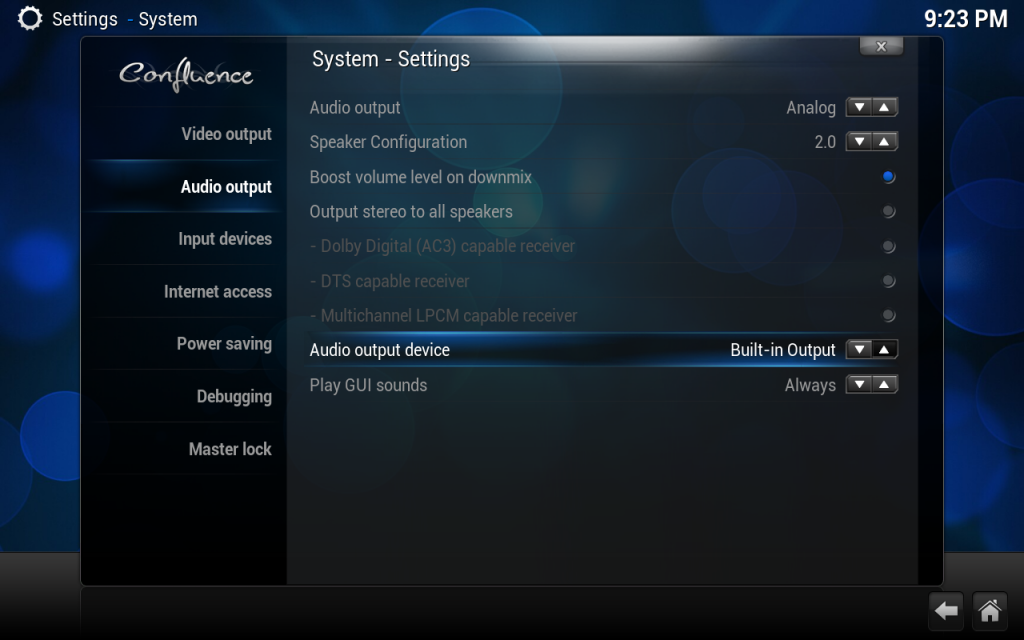 Settings - System
9:23 PM
Confluence
Video output
Audio output
Input devices
Internet access
Power saving
Debugging
Master lock
System - Settings
Audio output Analog
Speaker Configuration 2.0
Boost volume level on downmix
Output stereo to all speakers
- Dolby Digital (AC3) capable receiver
- DTS capable receiver
- Multichannel LPCM capable receiver
Audio output device Built-in Output
Play GUI sounds Always